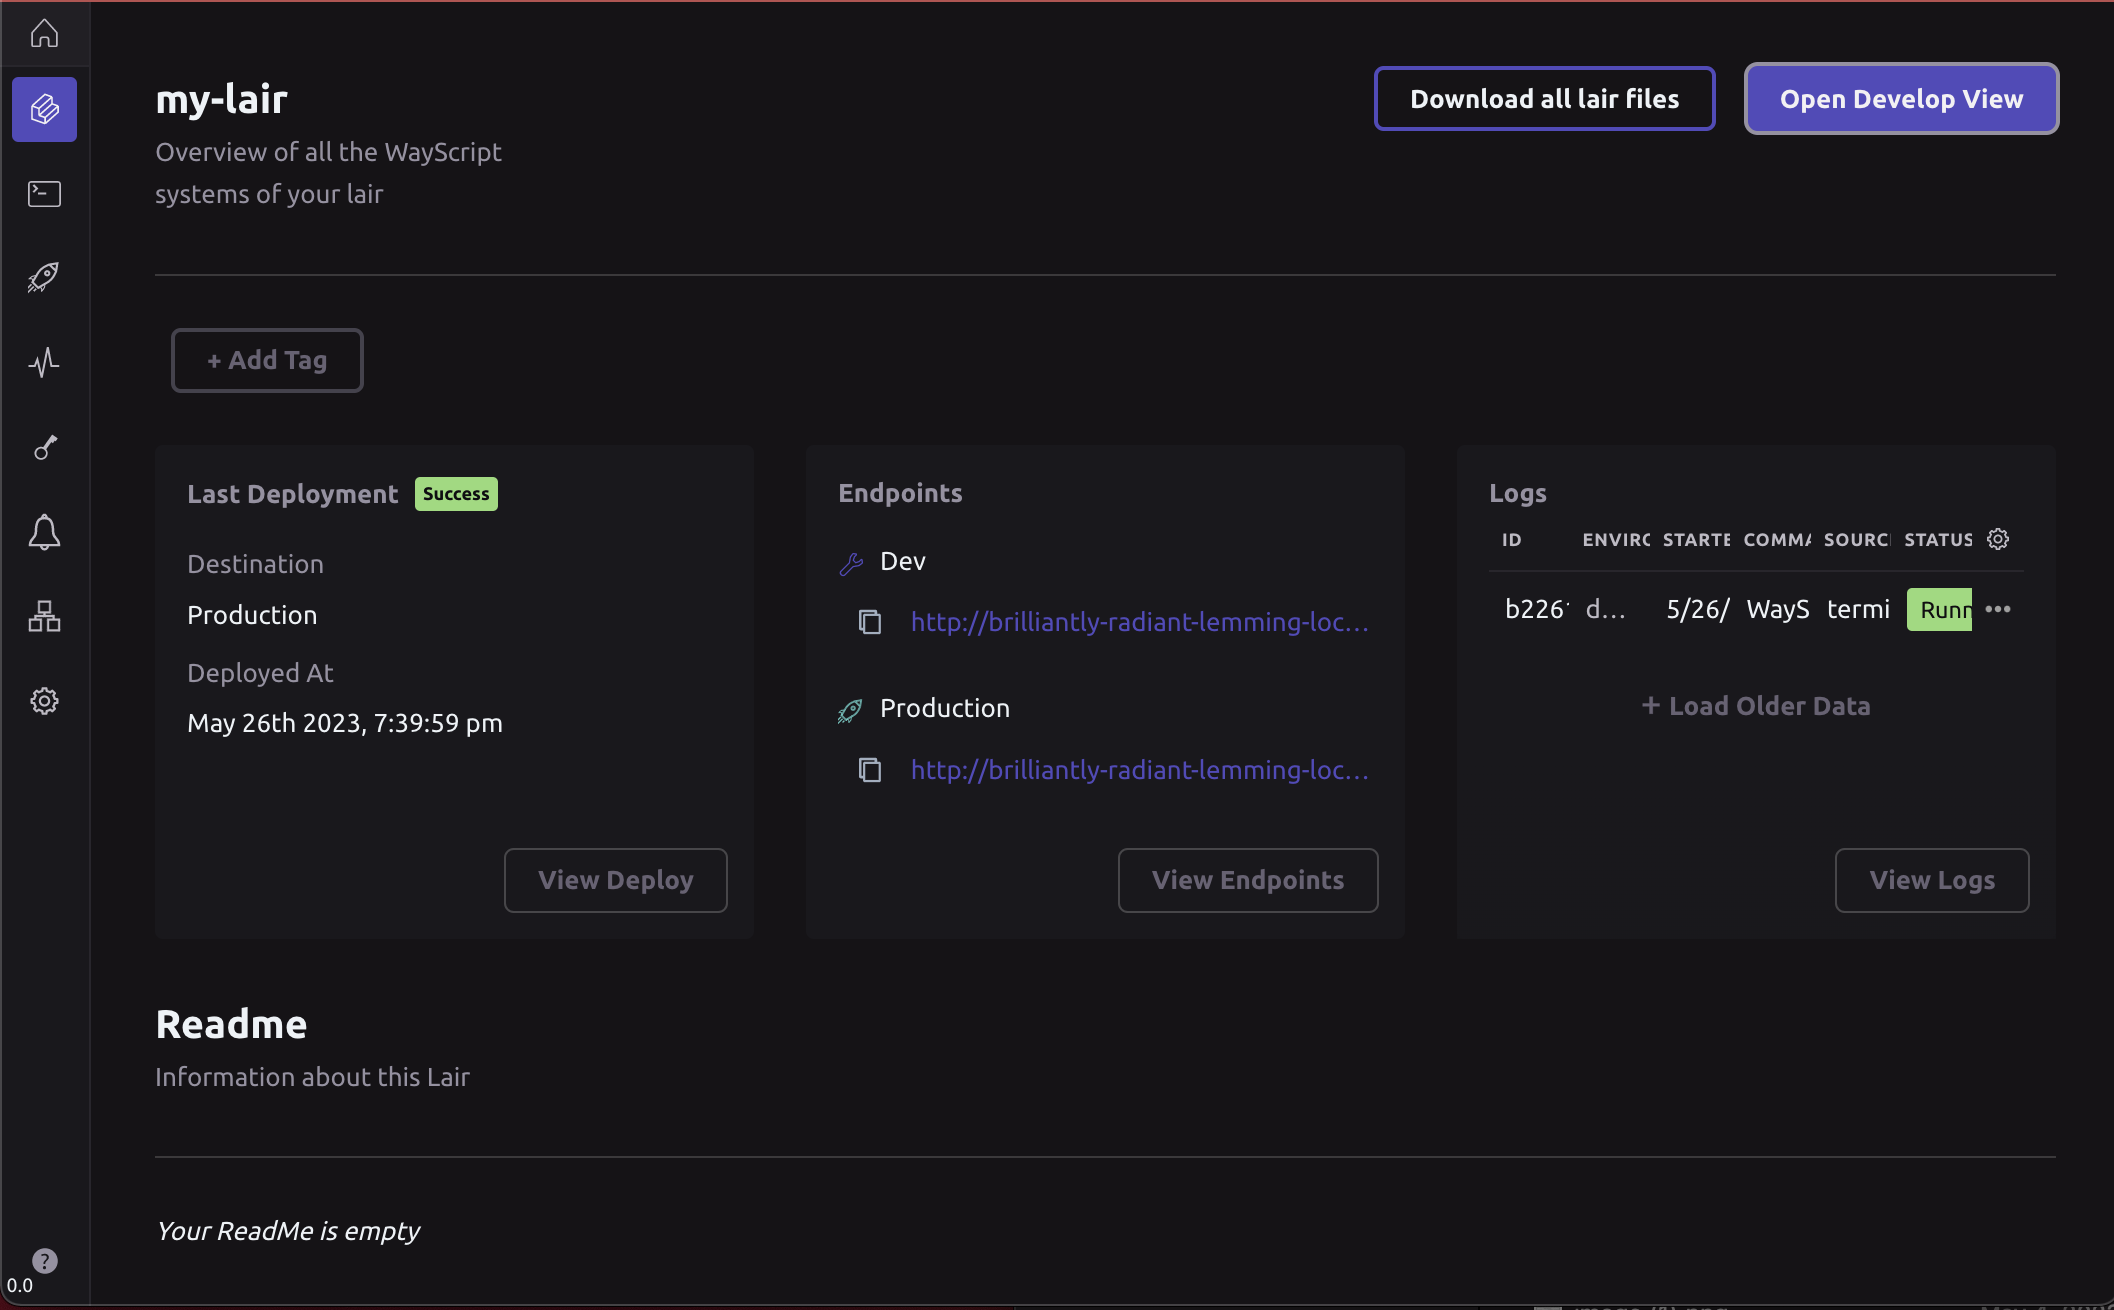 my-lair
Overview of all the WayScript
systems of your lair
Download all lair files
Open Develop View
+ Add Tag
Last Deployment Success
Destination
Production
Deployed At
May 26th 2023, 7:39:59 pm
View Deploy
Endpoints
Dev
http://brilliantly-radiant-lemming-loc...
Production
http://brilliantly-radiant-lemming-loc...
View Endpoints
Logs
ID ENVIRO STARTE COMMA SOURC STATUS
b226 d... 5/26/ WayS termi Runn
+ Load Older Data
View Logs
Readme
Information about this Lair
Your ReadMe is empty
?
0.0